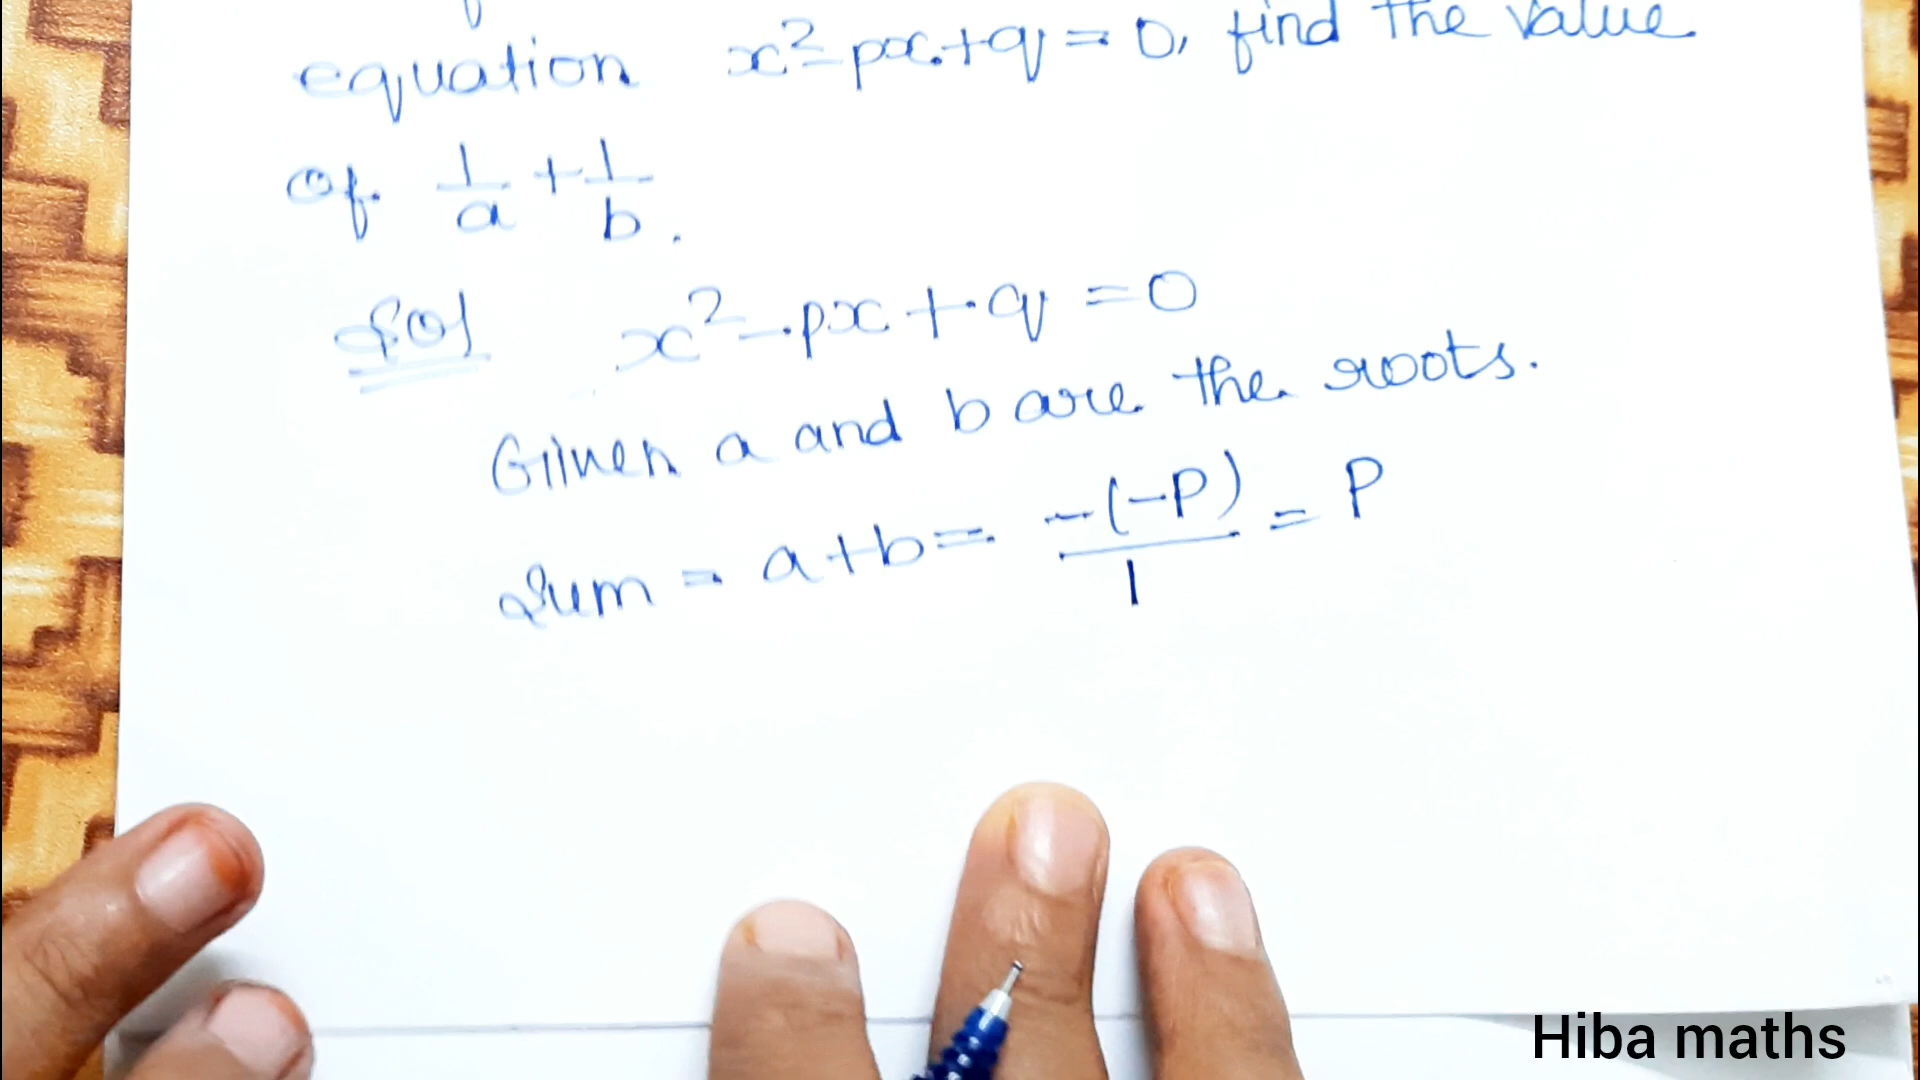 equation x²-px+q=0, find the value
of 1/a + 1/b.
Sol x²-px+q=0
Given a and b are the roots.
Sum = a+b = -(-P)/1 = P
Hiba maths